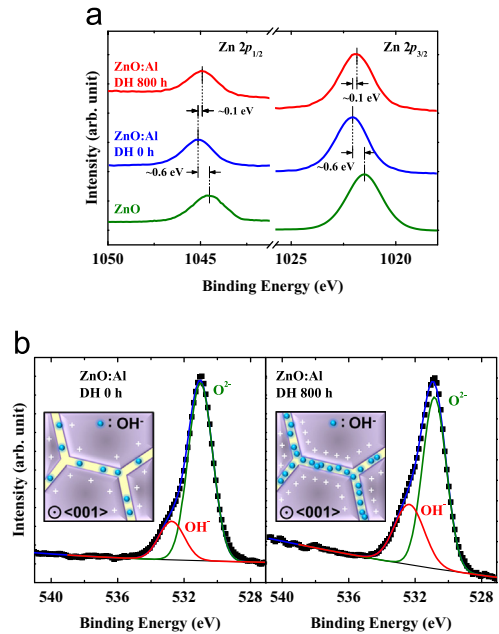 a
Zn 2p1/2
Zn 2p3/2
ZnO:Al
DH 800 h
~0.1 eV
~0.1 eV
ZnO:Al
DH 0 h
~0.6 eV
~0.6 eV
ZnO
Intensity (arb. unit)
1050 1045 1025 1020
Binding Energy (eV)
b
ZnO:Al
DH 0 h
O2-
: OH-
<001>
OH-
ZnO:Al
DH 800 h
O2-
: OH-
<001>
OH-
Intensity (arb. unit)
540 536 532 528
540 536 532 528
Binding Energy (eV)
Binding Energy (eV)